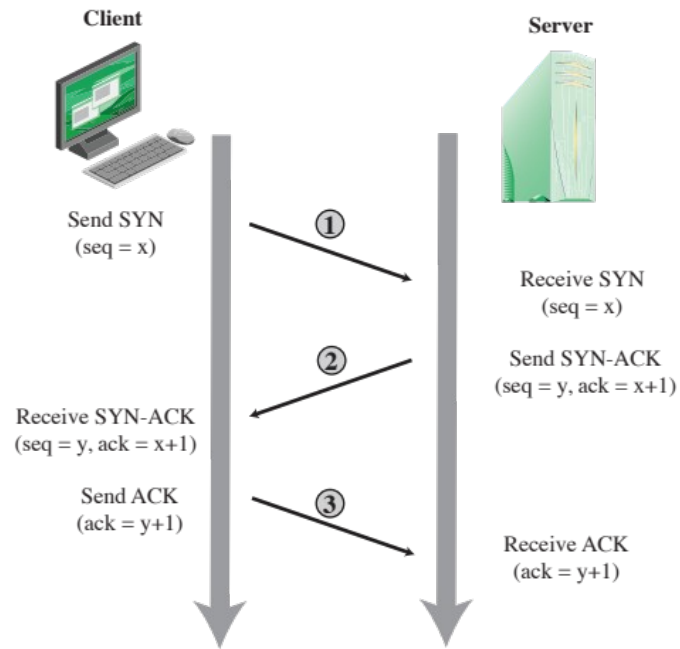 Client
Server
Send SYN
(seq = x)
1
Receive SYN
(seq = x)
2
Send SYN-ACK
(seq = y, ack = x+1)
Receive SYN-ACK
(seq = y, ack = x+1)
Send ACK
(ack = y+1)
3
Receive ACK
(ack = y+1)